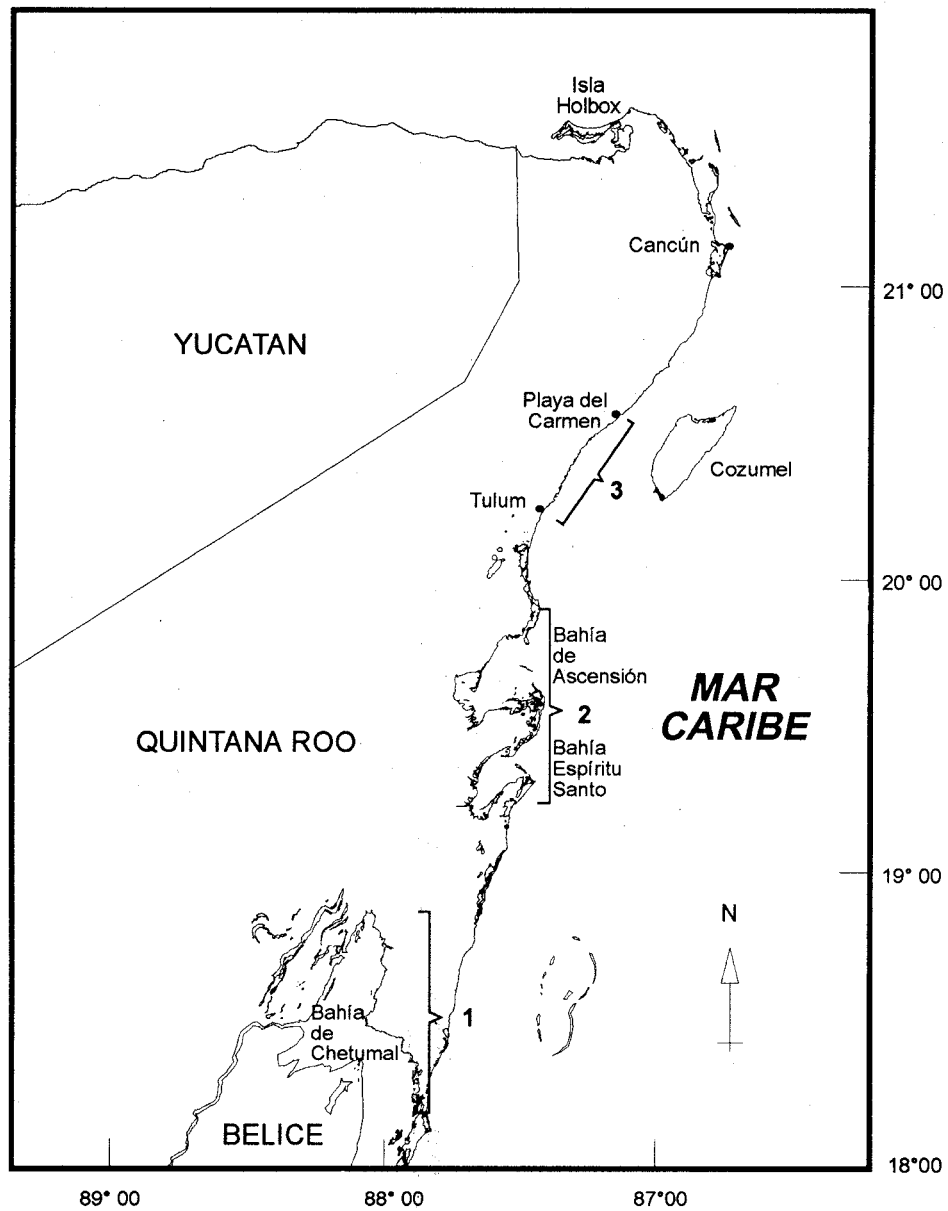 Isla
Holbox
Cancún
21° 00
YUCATAN
Playa del
Carmen
Cozumel
3
Tulum
20° 00
Bahía
de
Ascensión
MAR
CARIBE
2
QUINTANA ROO
Bahía
Espíritu
Santo
19° 00
N
1
Bahía
de
Chetumal
BELICE
18° 00
89° 00
88° 00
87° 00